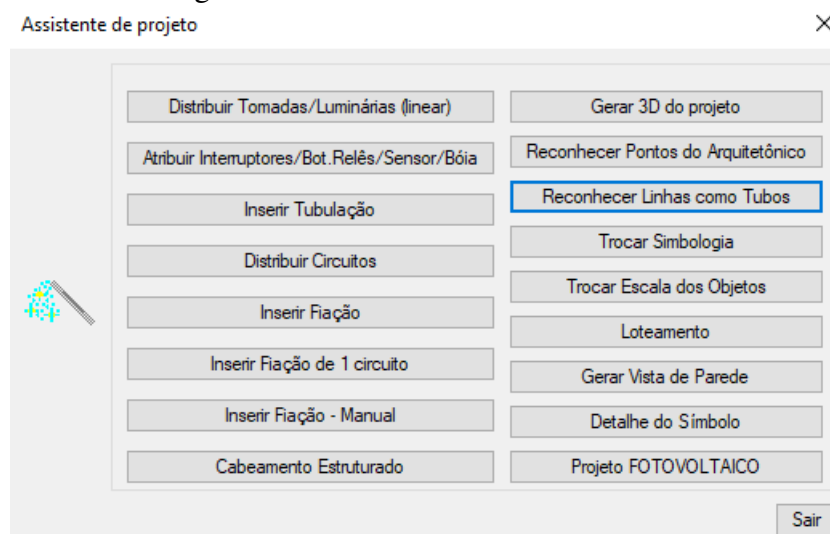 Assistente de projeto
Distribuir Tomadas/Luminárias (linear)
Atribuir Interruptores/Bot.Relês/Sensor/Bóia
Inserir Tubulação
Distribuir Circuitos
Inserir Fiação
Inserir Fiação de 1 circuito
Inserir Fiação - Manual
Cabeamento Estruturado
Gerar 3D do projeto
Reconhecer Pontos do Arquitetônico
Reconhecer Linhas como Tubos
Trocar Simbologia
Trocar Escala dos Objetos
Loteamento
Gerar Vista de Parede
Detalhe do Símbolo
Projeto FOTOVOLTAICO
Sair